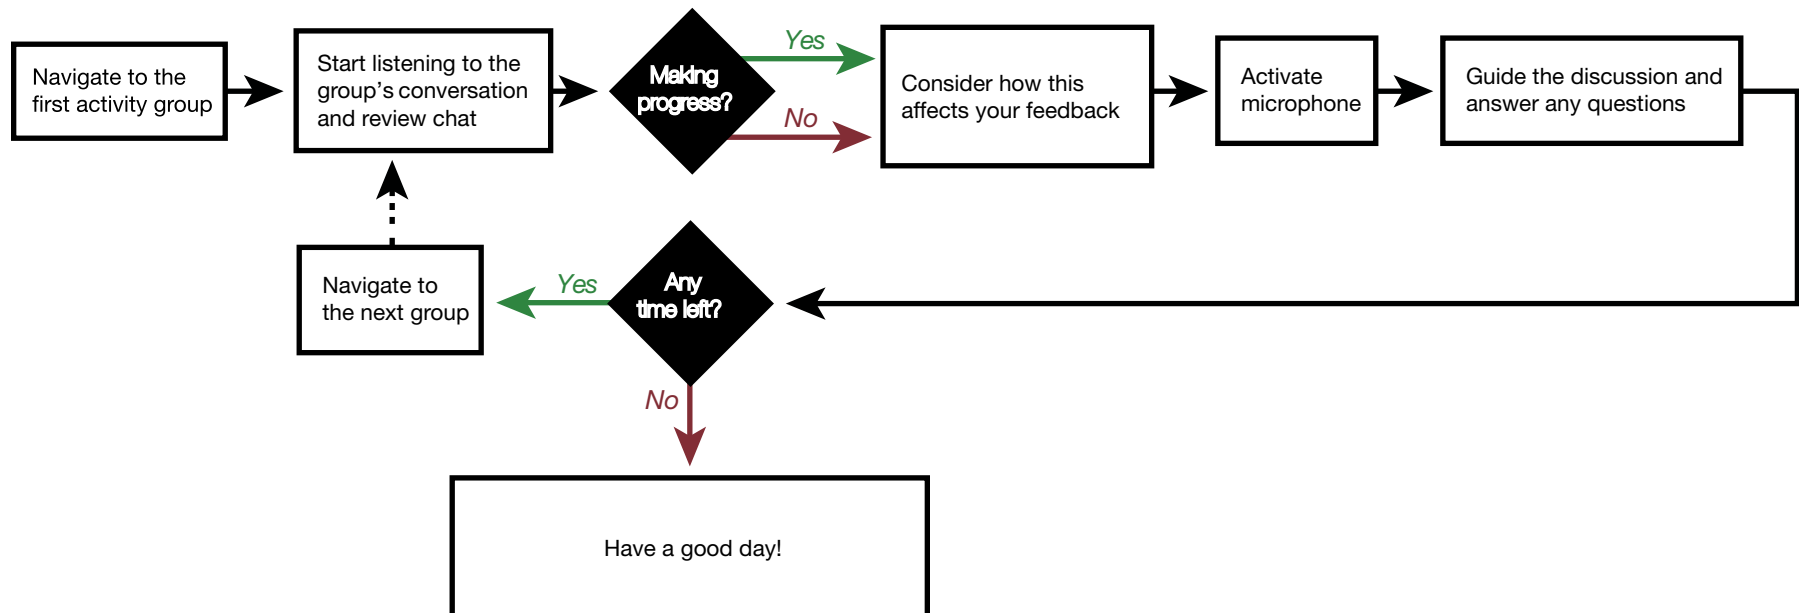 Navigate to the
first activity group
Start listening to the
group's conversation
and review chat
Making
progress?
Yes
No
Consider how this
affects your feedback
Activate
microphone
Guide the discussion and
answer any questions
Any
time left?
Yes
Navigate to
the next group
No
Have a good day!